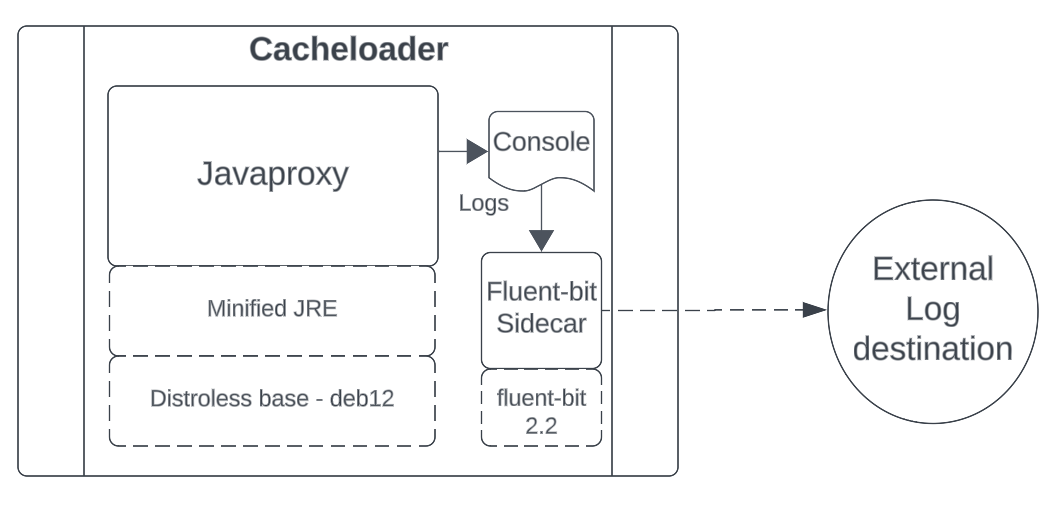 Cacheloader
Javaproxy
Console
Logs
Fluent-bit
Sidecar
Minified JRE
Distroless base - deb12
fluent-bit
2.2
External
Log
destination